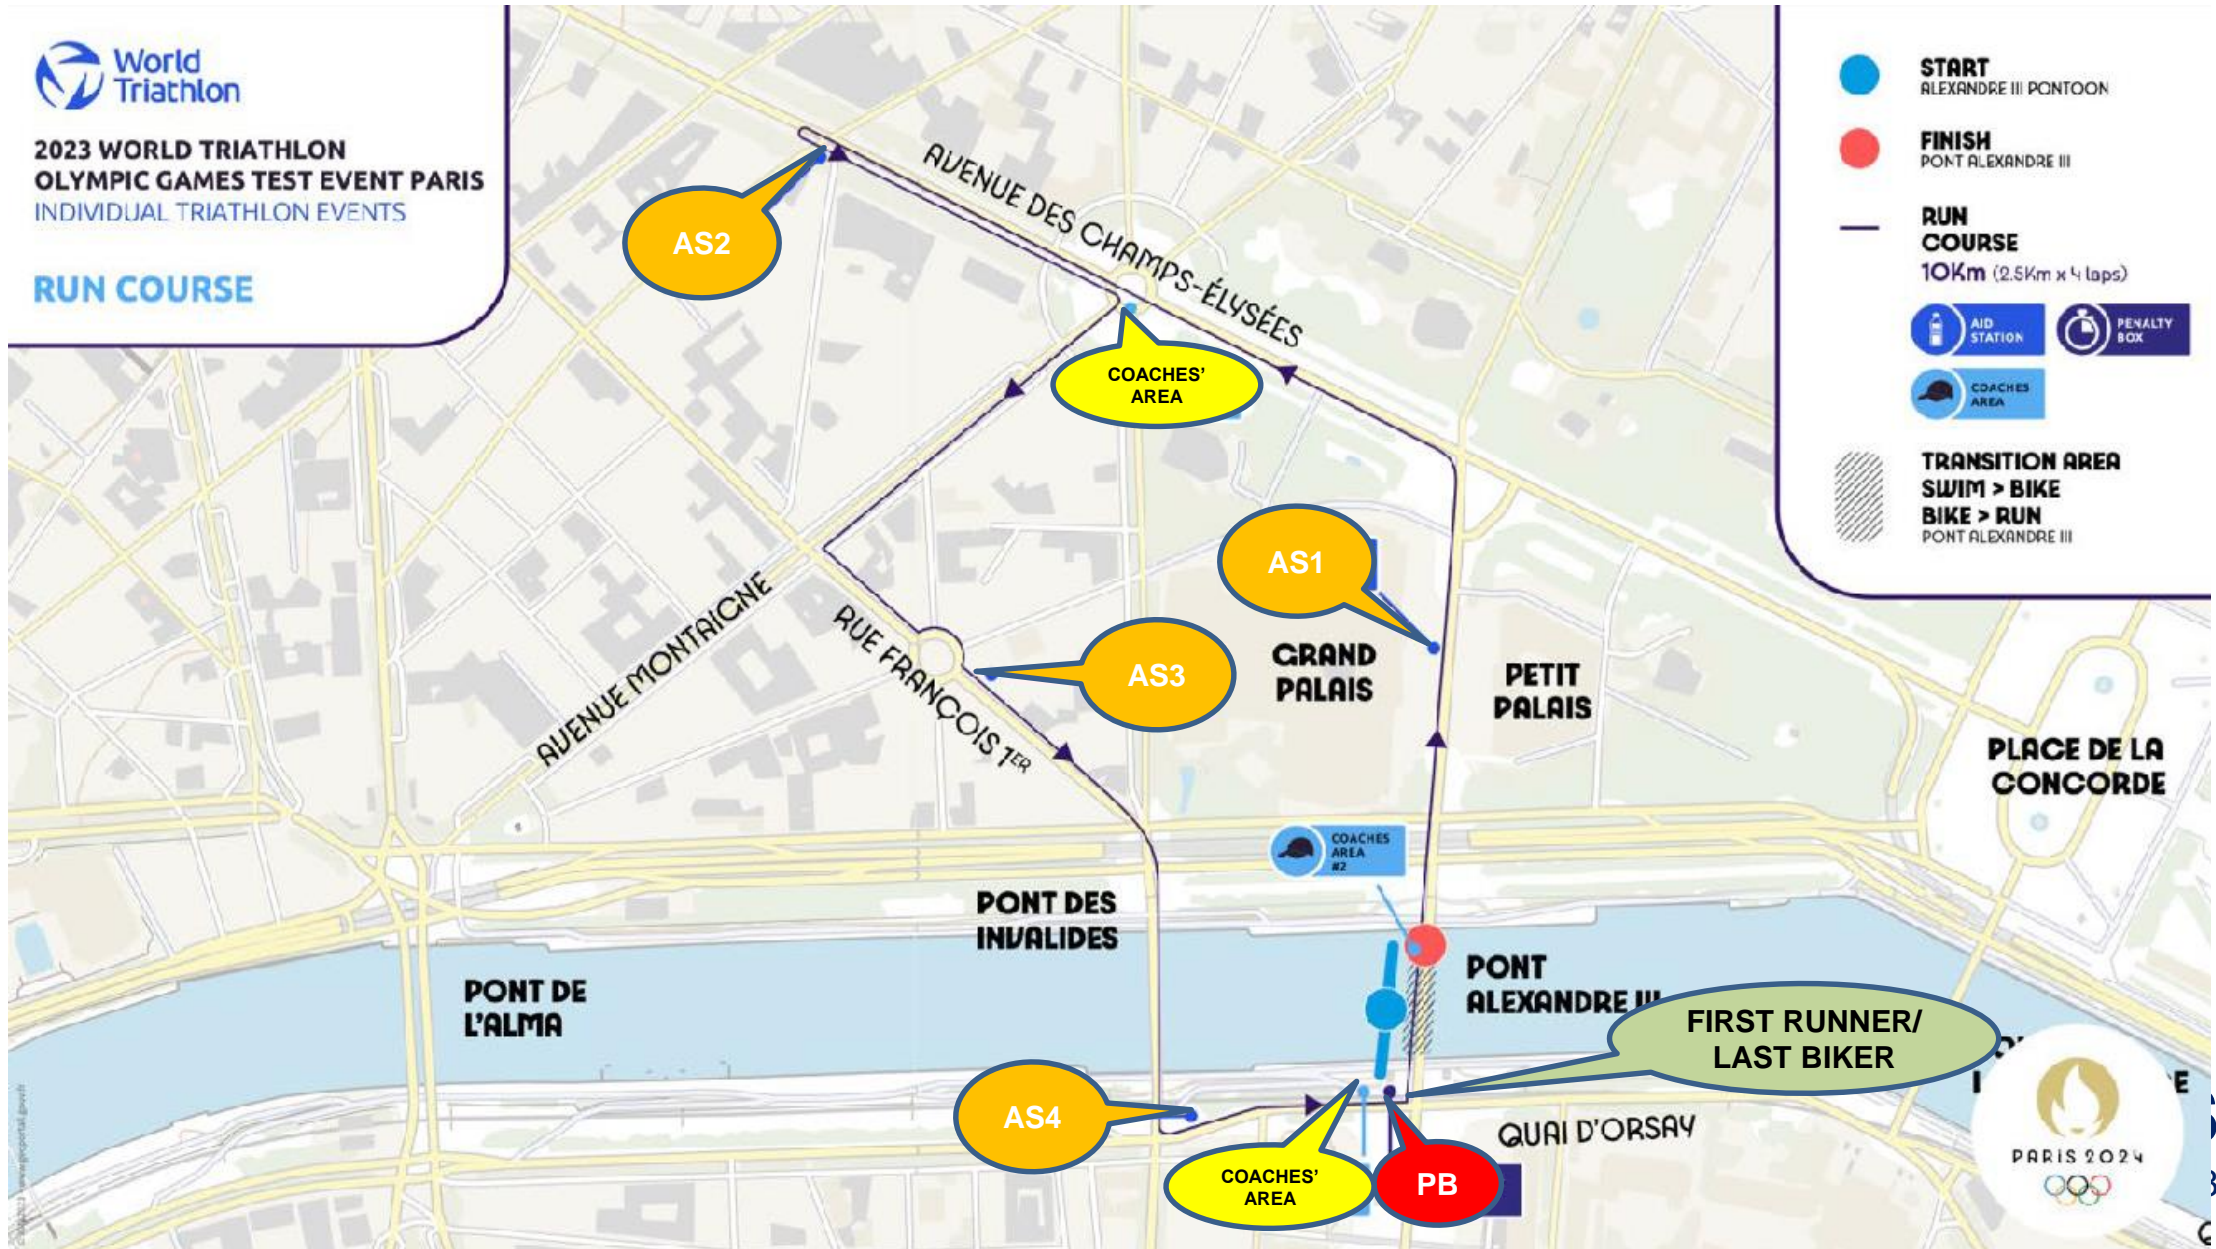 World
Triathlon
2023 WORLD TRIATHLON
OLYMPIC GAMES TEST EVENT PARIS
INDIVIDUAL TRIATHLON EVENTS
RUN COURSE
START
ALEXANDRE III PONTOON
FINISH
PONT ALEXANDRE III
RUN
COURSE
10Km (2.5Km x 4 laps)
AID
STATION
PENALTY
BOX
COACHES
AREA
TRANSITION AREA
SWIM > BIKE
BIKE > RUN
PONT ALEXANDRE III
AS2
AVENUE DES CHAMPS-ÉLYSÉES
COACHES'
AREA
AS1
AVENUE MONTAIGNE
RUE FRANÇOIS 1ER
AS3
GRAND
PALAIS
PETIT
PALAIS
PLACE DE LA
CONCORDE
COACHES
AREA
#2
PONT DES
INVALIDES
PONT DE
L'ALMA
PONT
ALEXANDRE III
FIRST RUNNER/
LAST BIKER
AS4
QUAI D'ORSAY
COACHES'
AREA
PB
PARIS 2024